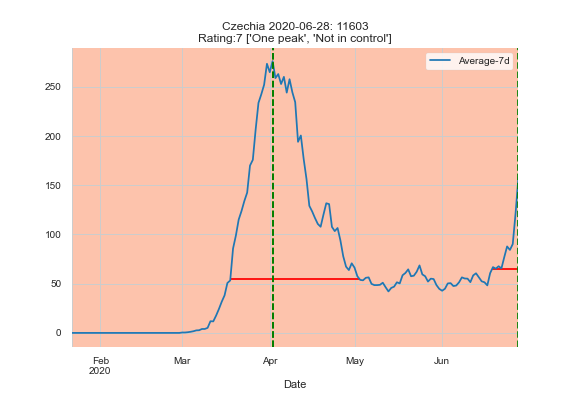 Czechia 2020-06-28: 11603
Rating:7 ['One peak', 'Not in control']
Average-7d
250
200
150
100
50
0
Feb
2020
Mar
Apr
May
Jun
Date